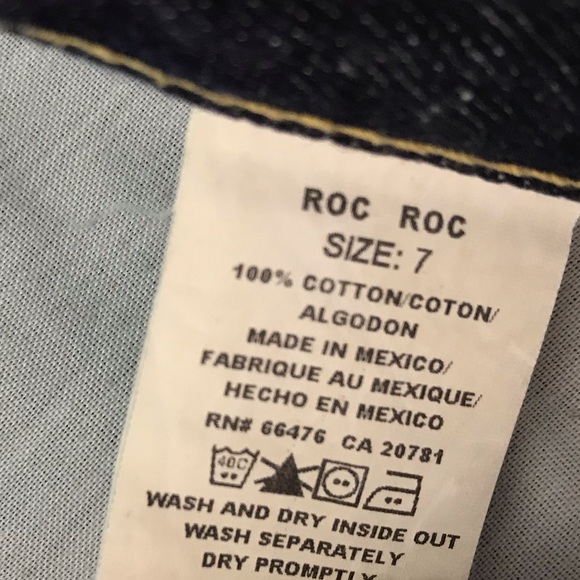 ROC ROC
SIZE: 7
100% COTTON/COTON/
ALGODON
MADE IN MEXICO/
FABRIQUE AU MEXIQUE/
HECHO EN MEXICO
RN# 66476 CA 20781
40C
WASH AND DRY INSIDE OUT
WASH SEPARATELY
DRY PROMPTLY